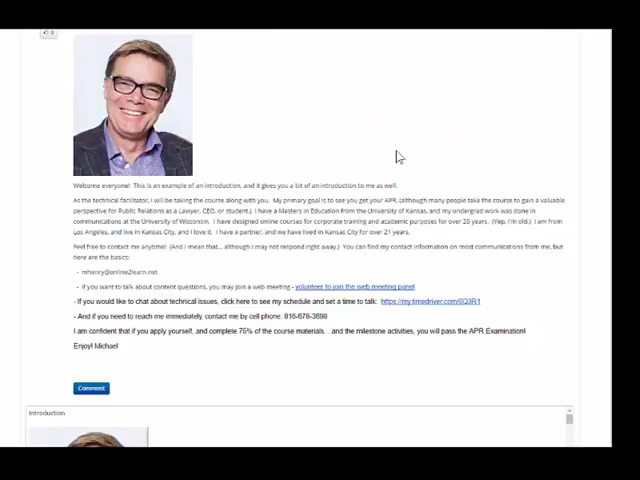 Welcome everyone! This is an example of an introduction, and it gives you a bit of an introduction to me as well.
As the technical facilitator, I will be taking the course along with you. My primary goal is to see you get your APR, (although many people take the course to gain a valuable
perspective for Public Relations as a Lawyer, CEO, or student.) I have a Masters in Education from the University of Kansas, and my undergrad work was done in
communications at the University of Wisconsin. I have designed online courses for corporate training and academic purposes for over 20 years. (Yep, I'm old.) I am from
Los Angeles, and live in Kansas City, and I love it. I have a partner, and we have lived in Kansas City for over 21 years.
Feel free to contact me anytime! (And I mean that... although I may not respond right away.) You can find my contact information on most communications from me, but
here are the basics:
- mhenry@online2learn.net
- if you want to talk about content questions, you may join a web meeting - volunteer to join the web meeting panel
- If you would like to chat about technical issues, click here to see my schedule and set a time to talk: https://my.timedriver.com/6Q3R1
- And if you need to reach me immediately, contact me by cell phone: 816-678-3698
I am confident that if you apply yourself, and complete 75% of the course materials... and the milestone activities, you will pass the APR Examination!
Enjoy! Michael
Comment
Introduction